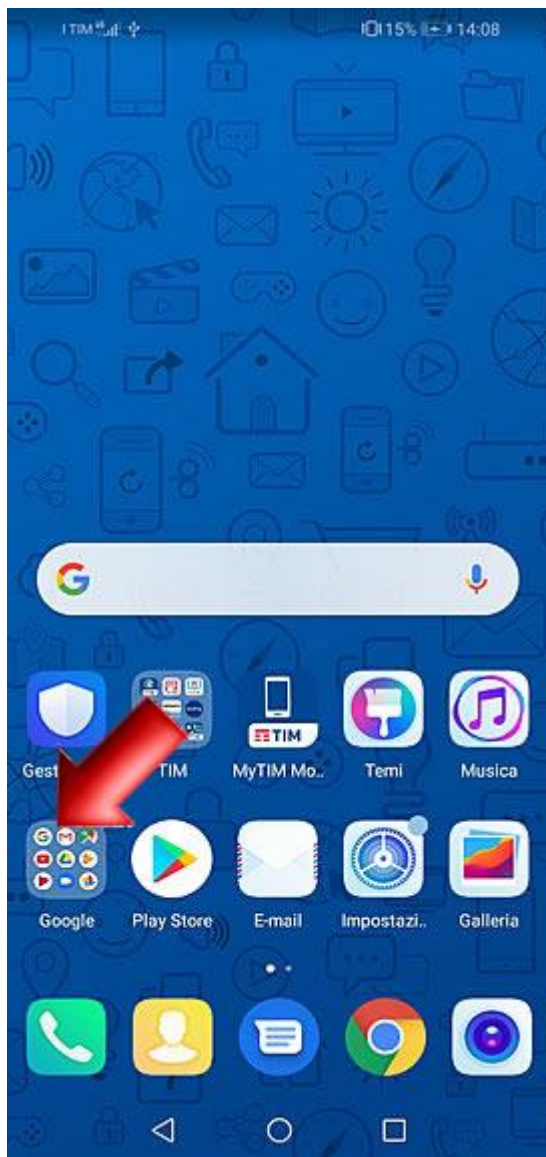 TIM 15% 14:08
TIM
Gest TIM MyTIM Mo.. Temi Musica
Google Play Store E-mail Impostazi.. Galleria